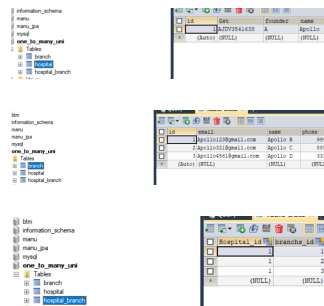 information_schema
manu
manu_jpa
mysql
one_to_many_uni
Tables
branch
hospital
hospital_branch
id Gst founder name
1 AJDV3541635 A Apollo
(Auto) (NULL) (NULL) (NULL)
btm
information_schema
manu
manu_jpa
mysql
one_to_many_uni
Tables
branch
hospital
hospital_branch
id email name phone
1 Apollo123@gmail.com Apollo B
2 Apollo321@gmail.com Apollo C
3 Apollo4561@gmail.com Apollo D
(Auto) (NULL) (NULL)
btm
information_schema
manu
manu_jpa
mysql
one_to_many_uni
Tables
branch
hospital
hospital_branch
Hospital_id branchs_id
1 1
1 2
1 3
(NULL) (NULL)